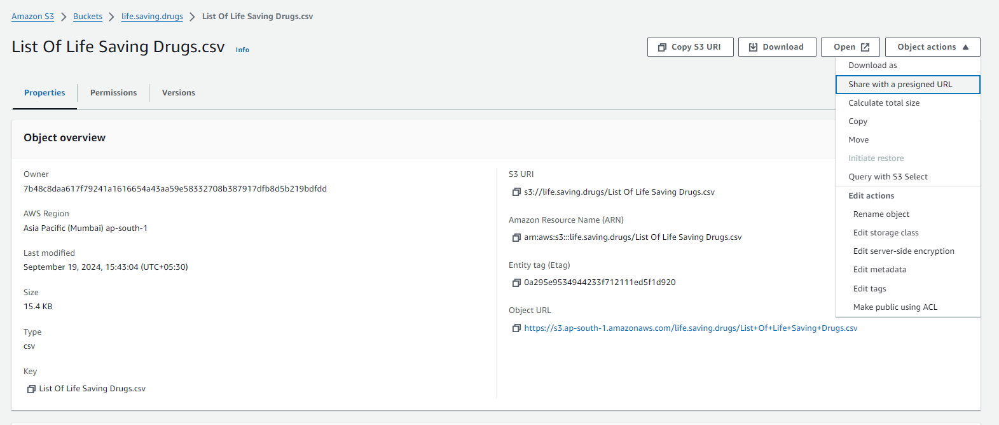 Amazon S3 > Buckets > life.saving.drugs > List Of Life Saving Drugs.csv
List Of Life Saving Drugs.csv Info
Copy S3 URI Download Open Object actions
Download as
Share with a presigned URL
Calculate total size
Copy
Move
Initiate restore
Query with S3 Select
Edit actions
Rename object
Edit storage class
Edit server-side encryption
Edit metadata
Edit tags
Make public using ACL
Properties Permissions Versions
Object overview
Owner
7b48c8daa617f79241a1616654a43aa59e58332708b387917dfb8d5b219bdfdd
AWS Region
Asia Pacific (Mumbai) ap-south-1
Last modified
September 19, 2024, 15:43:04 (UTC+05:30)
Size
15.4 KB
Type
csv
Key
List Of Life Saving Drugs.csv
S3 URI
s3://life.saving.drugs/List Of Life Saving Drugs.csv
Amazon Resource Name (ARN)
arn:aws:s3:::life.saving.drugs/List Of Life Saving Drugs.csv
Entity tag (Etag)
0a295e9534944233f712111ed5f1d920
Object URL
https://s3.ap-south-1.amazonaws.com/life.saving.drugs/List+Of+Life+Saving+Drugs.csv